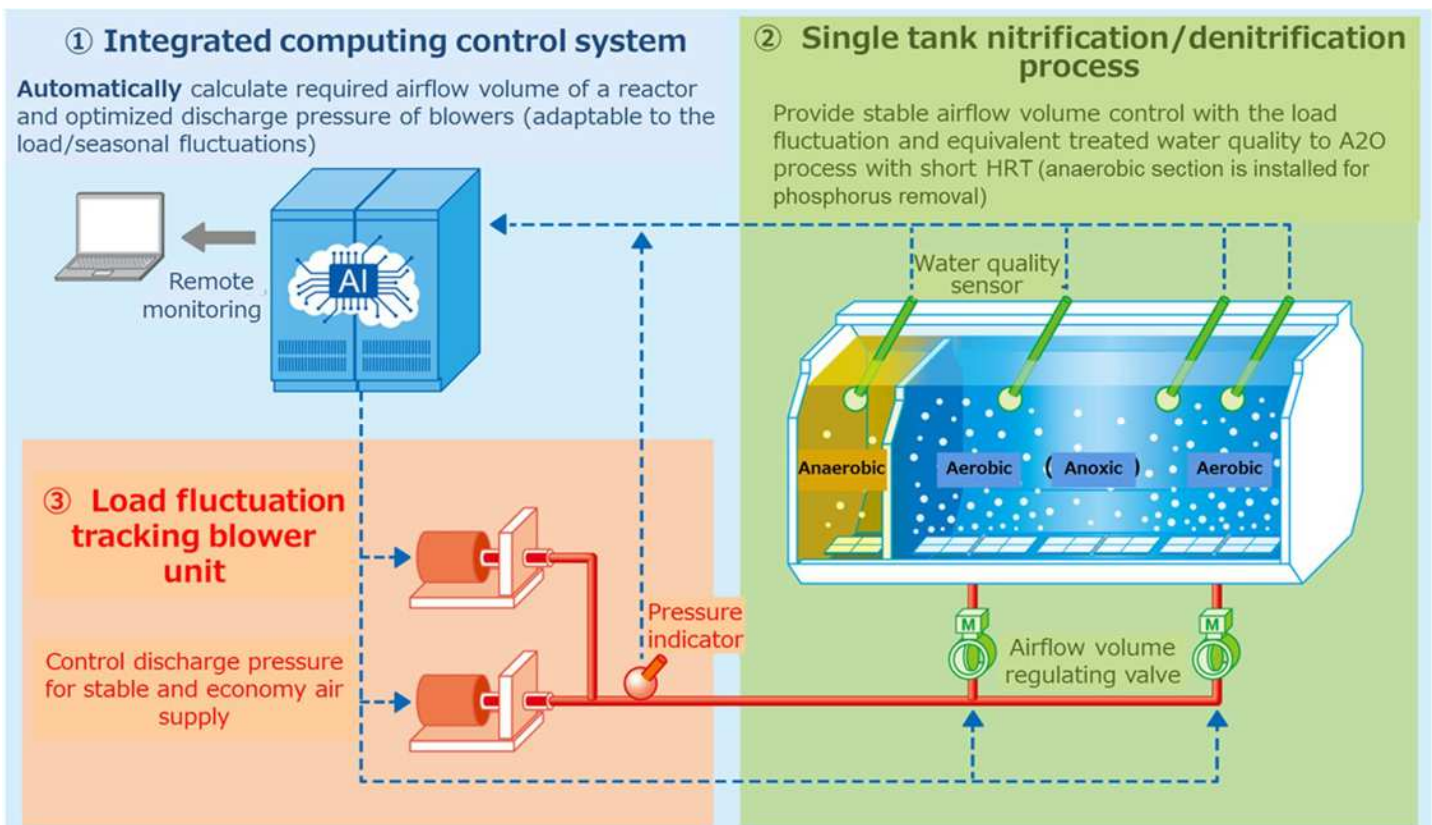 ① Integrated computing control system
Automatically calculate required airflow volume of a reactor
and optimized discharge pressure of blowers (adaptable to the
load/seasonal fluctuations)
Remote
monitoring
AI
② Single tank nitrification/denitrification
process
Provide stable airflow volume control with the load
fluctuation and equivalent treated water quality to A2O
process with short HRT (anaerobic section is installed for
phosphorus removal)
Water quality
sensor
Anaerobic
Aerobic
(Anoxic)
Aerobic
M
M
Airflow volume
regulating valve
③ Load fluctuation
tracking blower
unit
Control discharge pressure
for stable and economy air
supply
Pressure
indicator